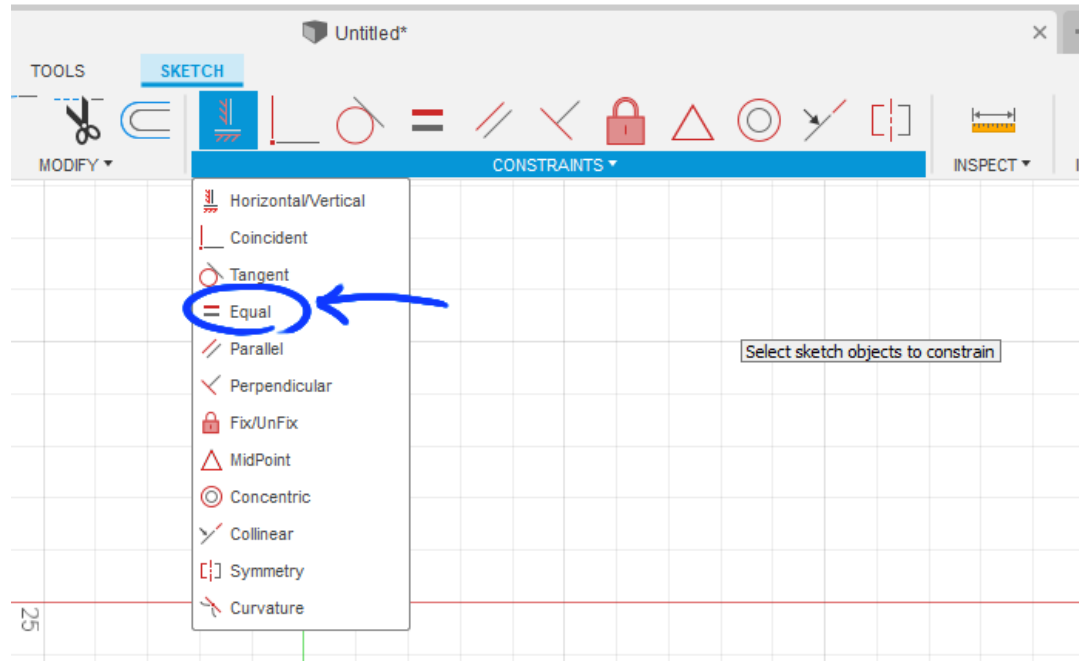 Untitled*
TOOLS SKETCH
MODIFY CONSTRAINTS INSPECT
Horizontal/Vertical
Coincident
Tangent
Equal
Parallel
Select sketch objects to constrain
Perpendicular
Fix/UnFix
MidPoint
Concentric
Collinear
Symmetry
Curvature
25